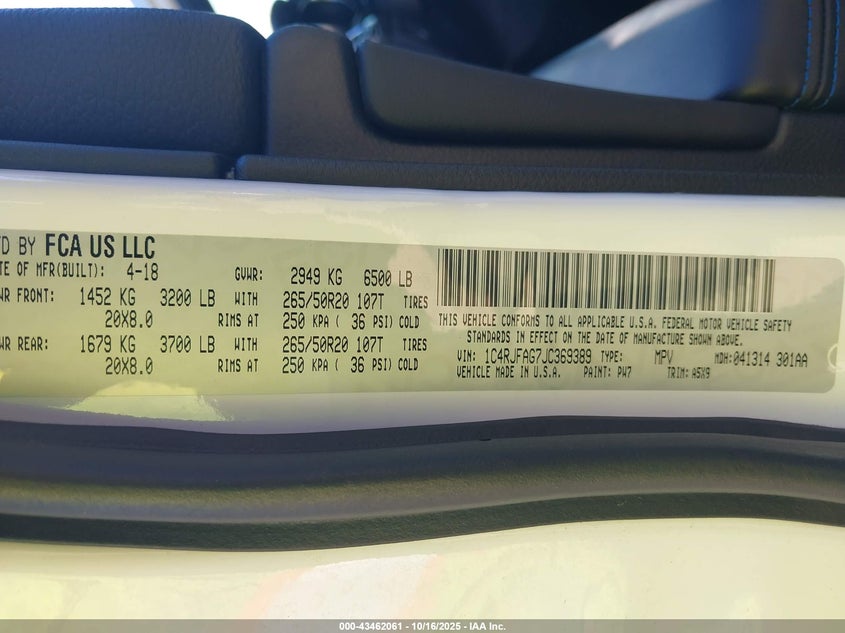 FD BY FCA US LLC
TE OF MFR(BUILT): 4-18 GVWR: 2949 KG 6500 LB
WR FRONT: 1452 KG 3200 LB WITH 265/50R20 107T TIRES
20X8.0 RIMS AT 250 KPA ( 36 PSI) COLD
WR REAR: 1679 KG 3700 LB WITH 265/50R20 107T TIRES
20X8.0 RIMS AT 250 KPA ( 36 PSI) COLD
THIS VEHICLE CONFORMS TO ALL APPLICABLE U.S.A. FEDERAL MOTOR VEHICLE SAFETY
STANDARDS IN EFFECT ON THE DATE OF MANUFACTURE SHOWN ABOVE.
VIN: 1C4RJFAG7JC369389 TYPE: MPV MDH: 041314 301AA
VEHICLE MADE IN U.S.A. PAINT: PW7 TRIM: A5X9
000-43462061 - 10/16/2025 - IAA Inc.